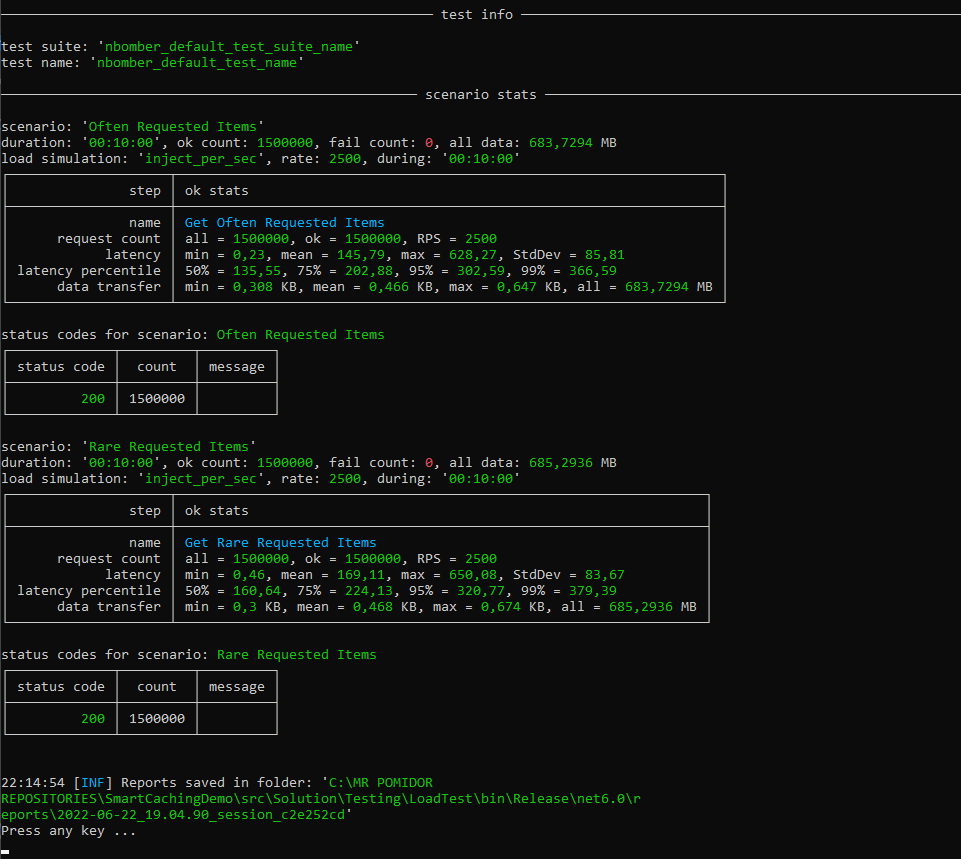 test info
test suite: 'nbomber_default_test_suite_name'
test name: 'nbomber_default_test_name'
scenario stats
scenario: 'Often Requested Items'
duration: '00:10:00', ok count: 1500000, fail count: 0, all data: 683,7294 MB
load simulation: 'inject_per_sec', rate: 2500, during: '00:10:00'
step ok stats
name Get Often Requested Items
request count all = 1500000, ok = 1500000, RPS = 2500
latency min = 0,23, mean = 145,79, max = 628,27, StdDev = 85,81
latency percentile 50% = 135,55, 75% = 202,88, 95% = 302,59, 99% = 366,59
data transfer min = 0,308 KB, mean = 0,466 KB, max = 0,647 KB, all = 683,7294 MB
status codes for scenario: Often Requested Items
status code count message
200 1500000
scenario: 'Rare Requested Items'
duration: '00:10:00', ok count: 1500000, fail count: 0, all data: 685,2936 MB
load simulation: 'inject_per_sec', rate: 2500, during: '00:10:00'
step ok stats
name Get Rare Requested Items
request count all = 1500000, ok = 1500000, RPS = 2500
latency min = 0,46, mean = 169,11, max = 650,08, StdDev = 83,67
latency percentile 50% = 160,64, 75% = 224,13, 95% = 320,77, 99% = 379,39
data transfer min = 0,3 KB, mean = 0,468 KB, max = 0,674 KB, all = 685,2936 MB
status codes for scenario: Rare Requested Items
status code count message
200 1500000
22:14:54 [INF] Reports saved in folder: 'C:\MR POMIDOR
REPOSITORIES\SmartCachingDemo\src\Solution\Testing\LoadTest\bin\Release\net6.0\r
eports\2022-06-22_19.04.90_session_c2e252cd'
Press any key ...